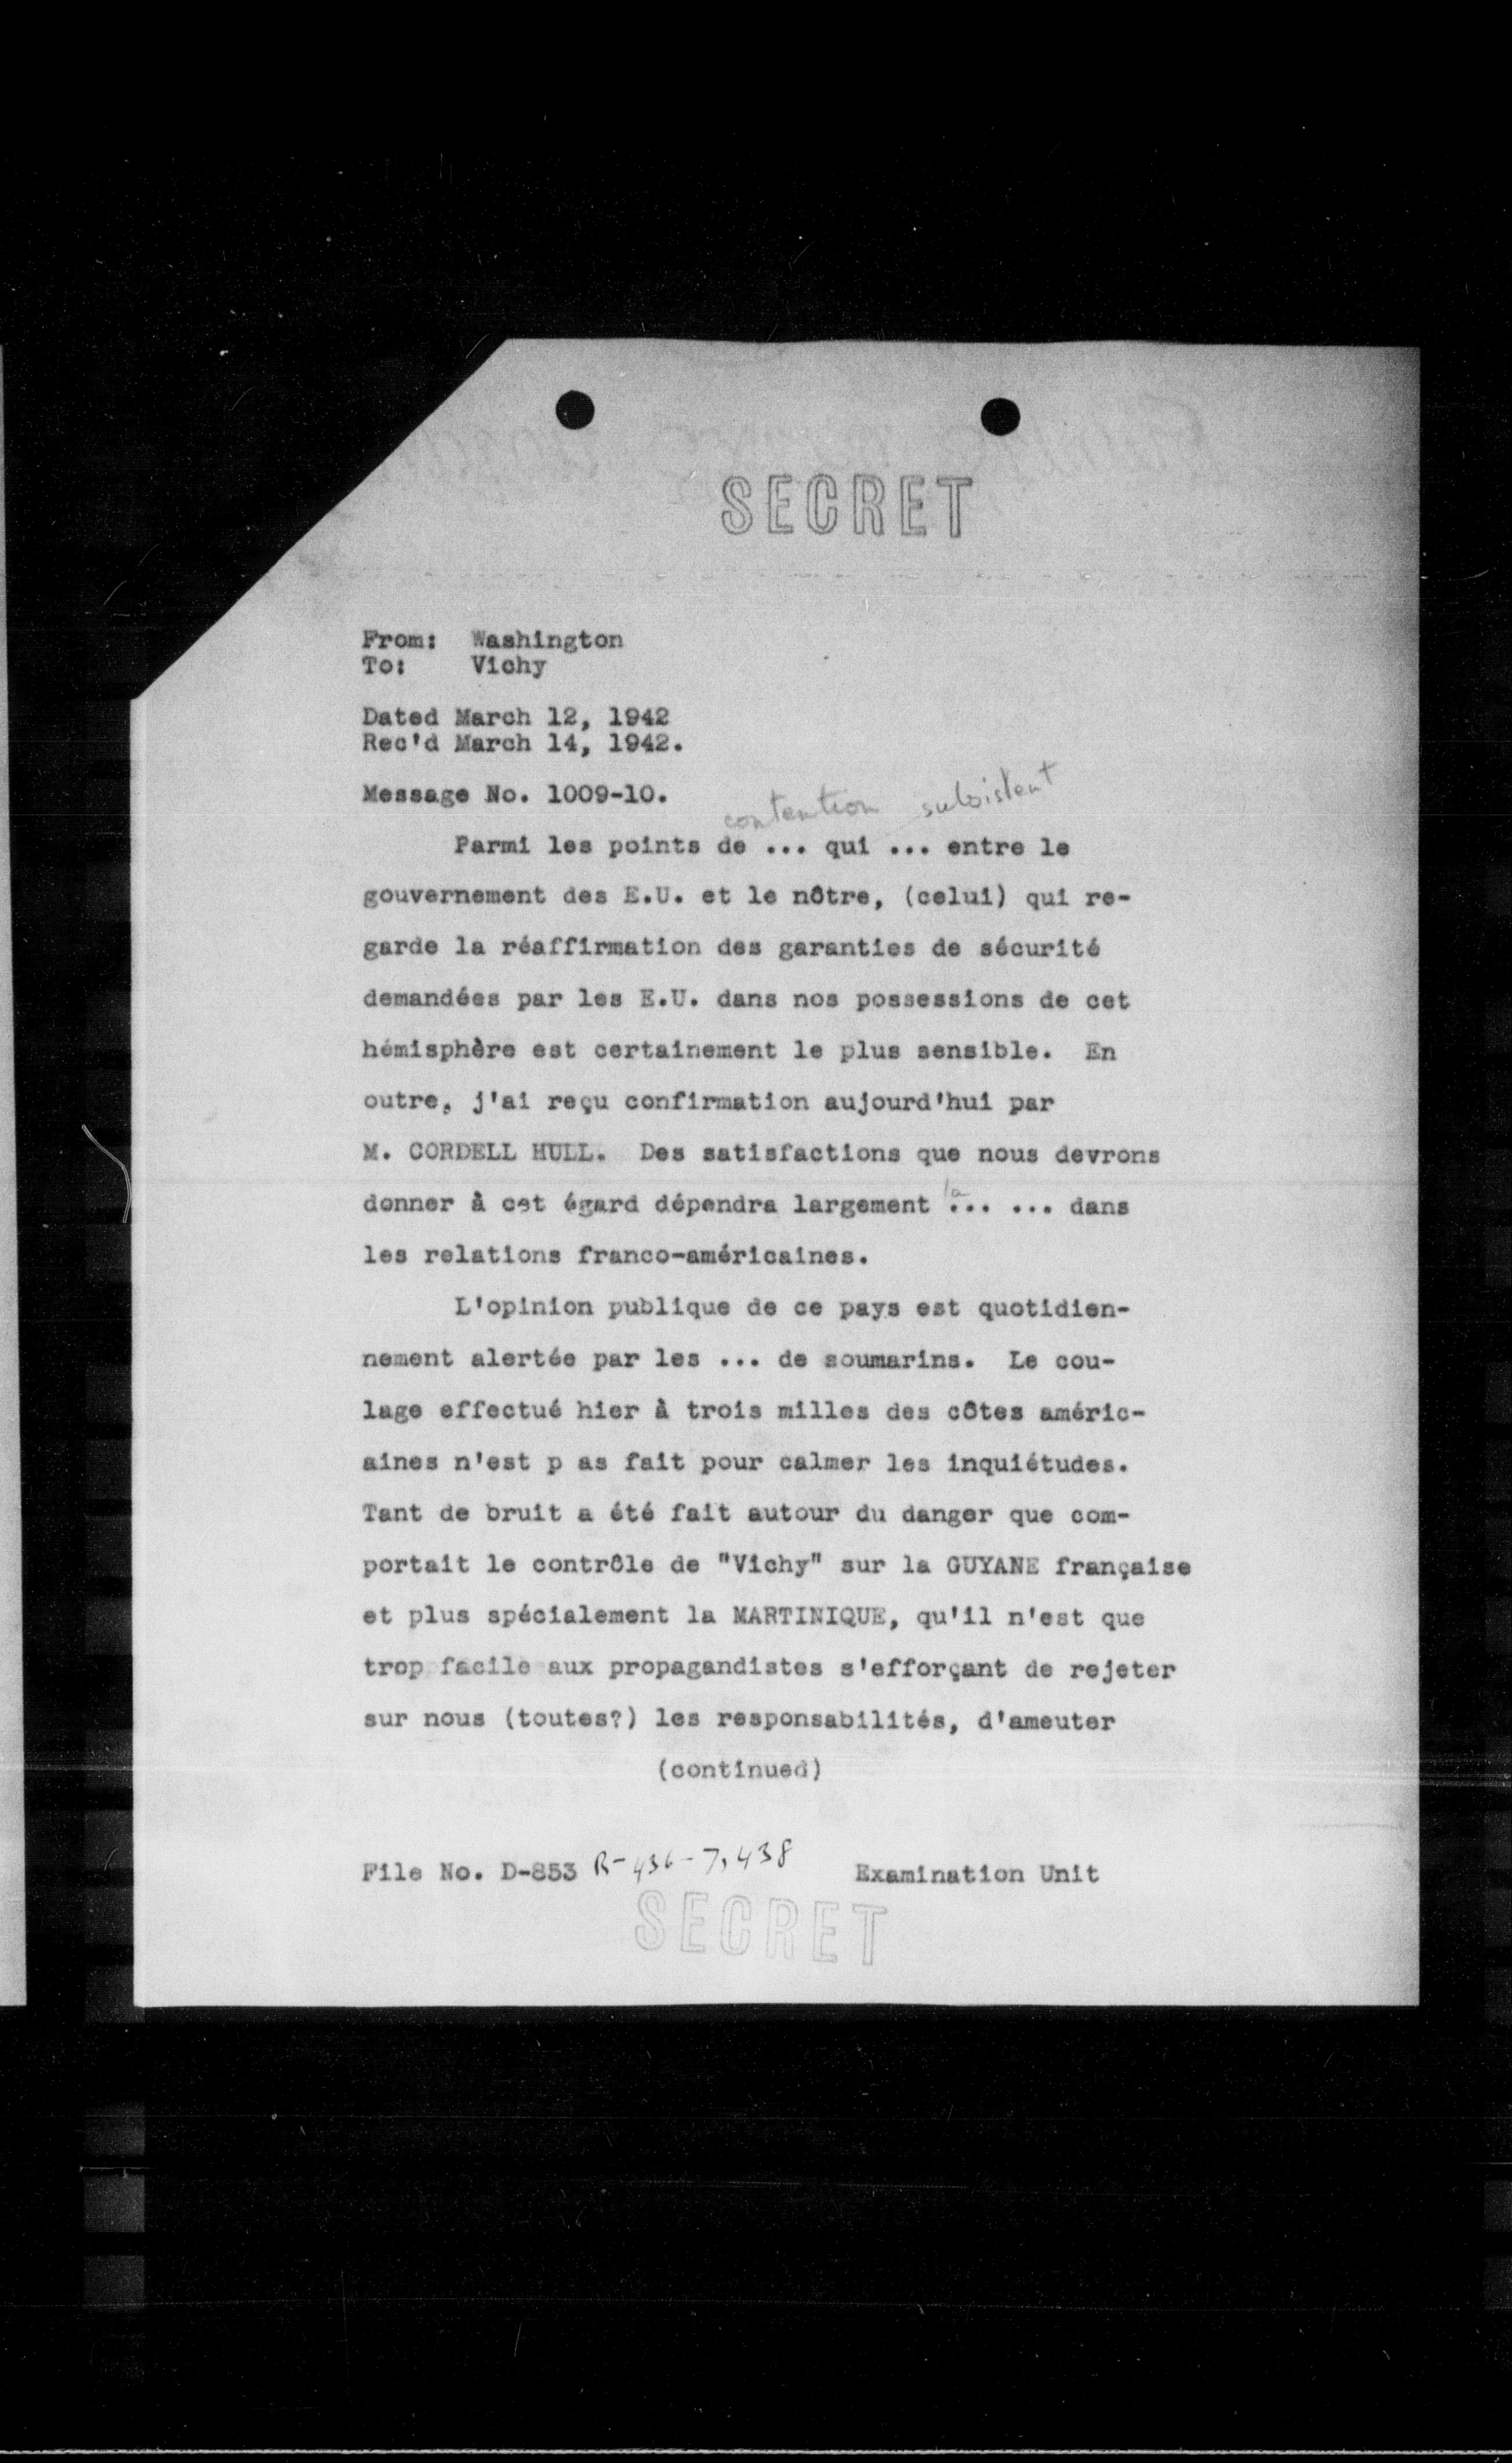 SECRET
From: Washington
To: Vichy
Dated March 12, 1942
Rec'd March 14, 1942.
Message No. 1009-10.
contention subsistent
Parmi les points de ... qui ... entre le
gouvernement des E.U. et le nôtre, (celui) qui re-
garde la réaffirmation des garanties de sécurité
demandées par les E.U. dans nos possessions de cet
hémisphère est certainement le plus sensible. En
outre, j'ai reçu confirmation aujourd'hui par
M. CORDELL HULL. Des satisfactions que nous devrons
la
donner à cet égard dépendra largement ... ... dans
les relations franco-américaines.
L'opinion publique de ce pays est quotidien-
nement alertée par les ... de soumarins. Le cou-
lage effectué hier à trois milles des côtes améric-
aines n'est p as fait pour calmer les inquiétudes.
Tant de bruit a été fait autour du danger que com-
portait le contrôle de "Vichy" sur la GUYANE française
et plus spécialement la MARTINIQUE, qu'il n'est que
trop facile aux propagandistes s'efforçant de rejeter
sur nous (toutes?) les responsabilités, d'ameuter
(continued)
File No. D-853 R-436-7, 438 Examination Unit
SECRET